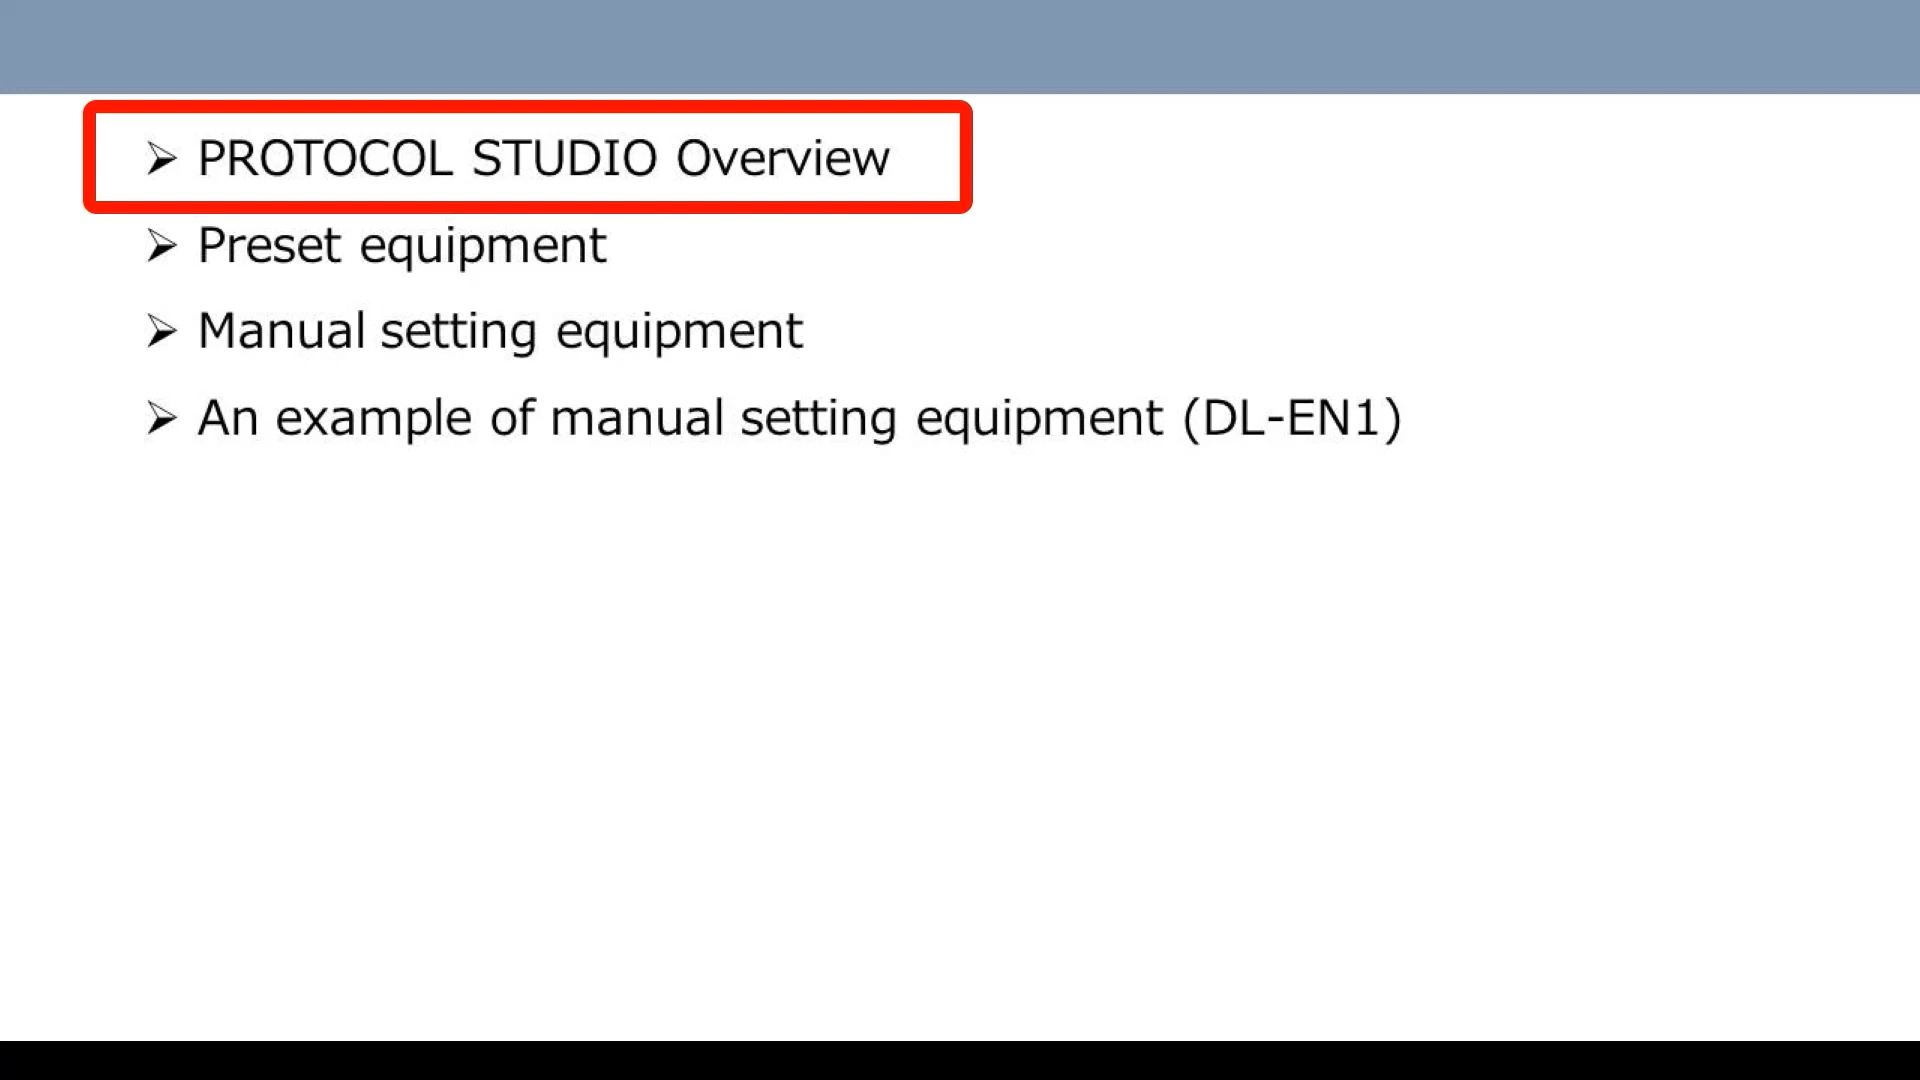 ➢ PROTOCOL STUDIO Overview
➢ Preset equipment
➢ Manual setting equipment
➢ An example of manual setting equipment (DL-EN1)